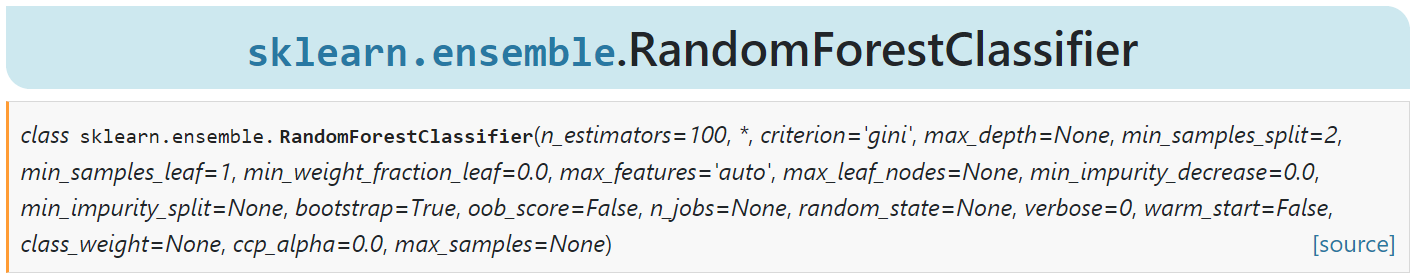 sklearn.ensemble.RandomForestClassifier
class sklearn.ensemble.RandomForestClassifier(n_estimators=100, *, criterion='gini', max_depth=None, min_samples_split=2,
min_samples_leaf=1, min_weight_fraction_leaf=0.0, max_features='auto', max_leaf_nodes=None, min_impurity_decrease=0.0,
min_impurity_split=None, bootstrap=True, oob_score=False, n_jobs=None, random_state=None, verbose=0, warm_start=False,
class_weight=None, ccp_alpha=0.0, max_samples=None) [source]